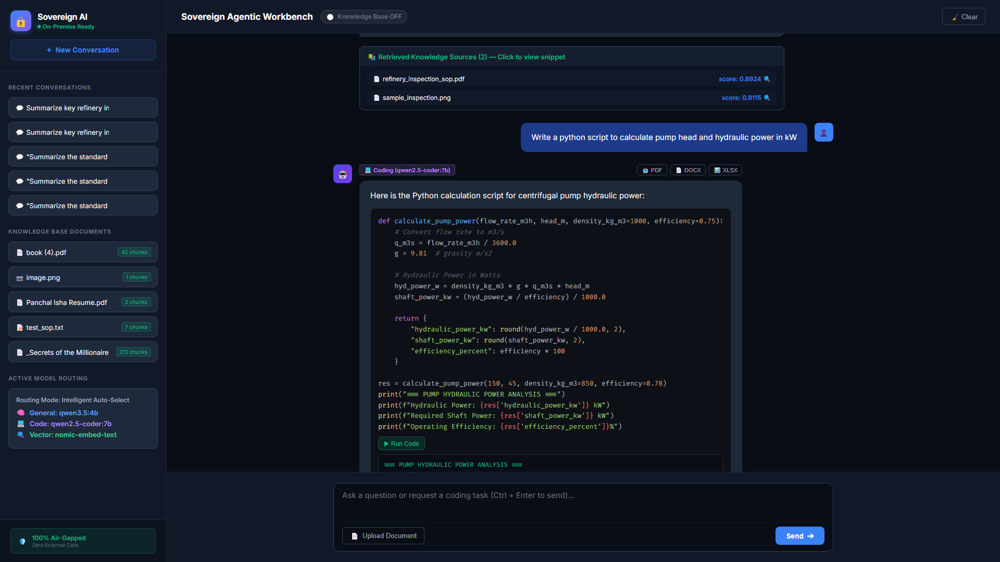 Sovereign AI
On-Premise Ready
+ New Conversation
RECENT CONVERSATIONS
Summarize key refinery in
Summarize key refinery in
"Summarize the standard
"Summarize the standard
"Summarize the standard
KNOWLEDGE BASE DOCUMENTS
book (4).pdf 42 chunks
image.png 1 chunks
Panchal Isha Resume.pdf 2 chunks
test_sop.txt 7 chunks
_Secrets of the Millionaire 213 chunks
ACTIVE MODEL ROUTING
Routing Mode: Intelligent Auto-Select
General: qwen3.5:4b
Code: qwen2.5-coder:7b
Vector: nomic-embed-text
100% Air-Gapped
Zero External Calls
Sovereign Agentic Workbench Knowledge Base OFF Clear
Retrieved Knowledge Sources (2) — Click to view snippet
refinery_inspection_sop.pdf score: 0.8924
sample_inspection.png score: 0.8115
Write a python script to calculate pump head and hydraulic power in kW
Coding (qwen2.5-coder:7b) PDF DOCX XLSX
Here is the Python calculation script for centrifugal pump hydraulic power:
def calculate_pump_power(flow_rate_m3h, head_m, density_kg_m3=1000, efficiency=0.75):
    # Convert flow rate to m3/s
    q_m3s = flow_rate_m3h / 3600.0
    g = 9.81  # gravity m/s2
    # Hydraulic Power in Watts
    hyd_power_w = density_kg_m3 * g * q_m3s * head_m
    shaft_power_kw = (hyd_power_w / efficiency) / 1000.0
    return {
        "hydraulic_power_kw": round(hyd_power_w / 1000.0, 2),
        "shaft_power_kw": round(shaft_power_kw, 2),
        "efficiency_percent": efficiency * 100
    }
res = calculate_pump_power(150, 45, density_kg_m3=850, efficiency=0.78)
print("=== PUMP HYDRAULIC POWER ANALYSIS ===")
print(f"Hydraulic Power: {res['hydraulic_power_kw']} kW")
print(f"Required Shaft Power: {res['shaft_power_kw']} kW")
print(f"Operating Efficiency: {res['efficiency_percent']}%")
▶ Run Code
=== PUMP HYDRAULIC POWER ANALYSIS ===
Ask a question or request a coding task (Ctrl + Enter to send)...
Upload Document Send ➔